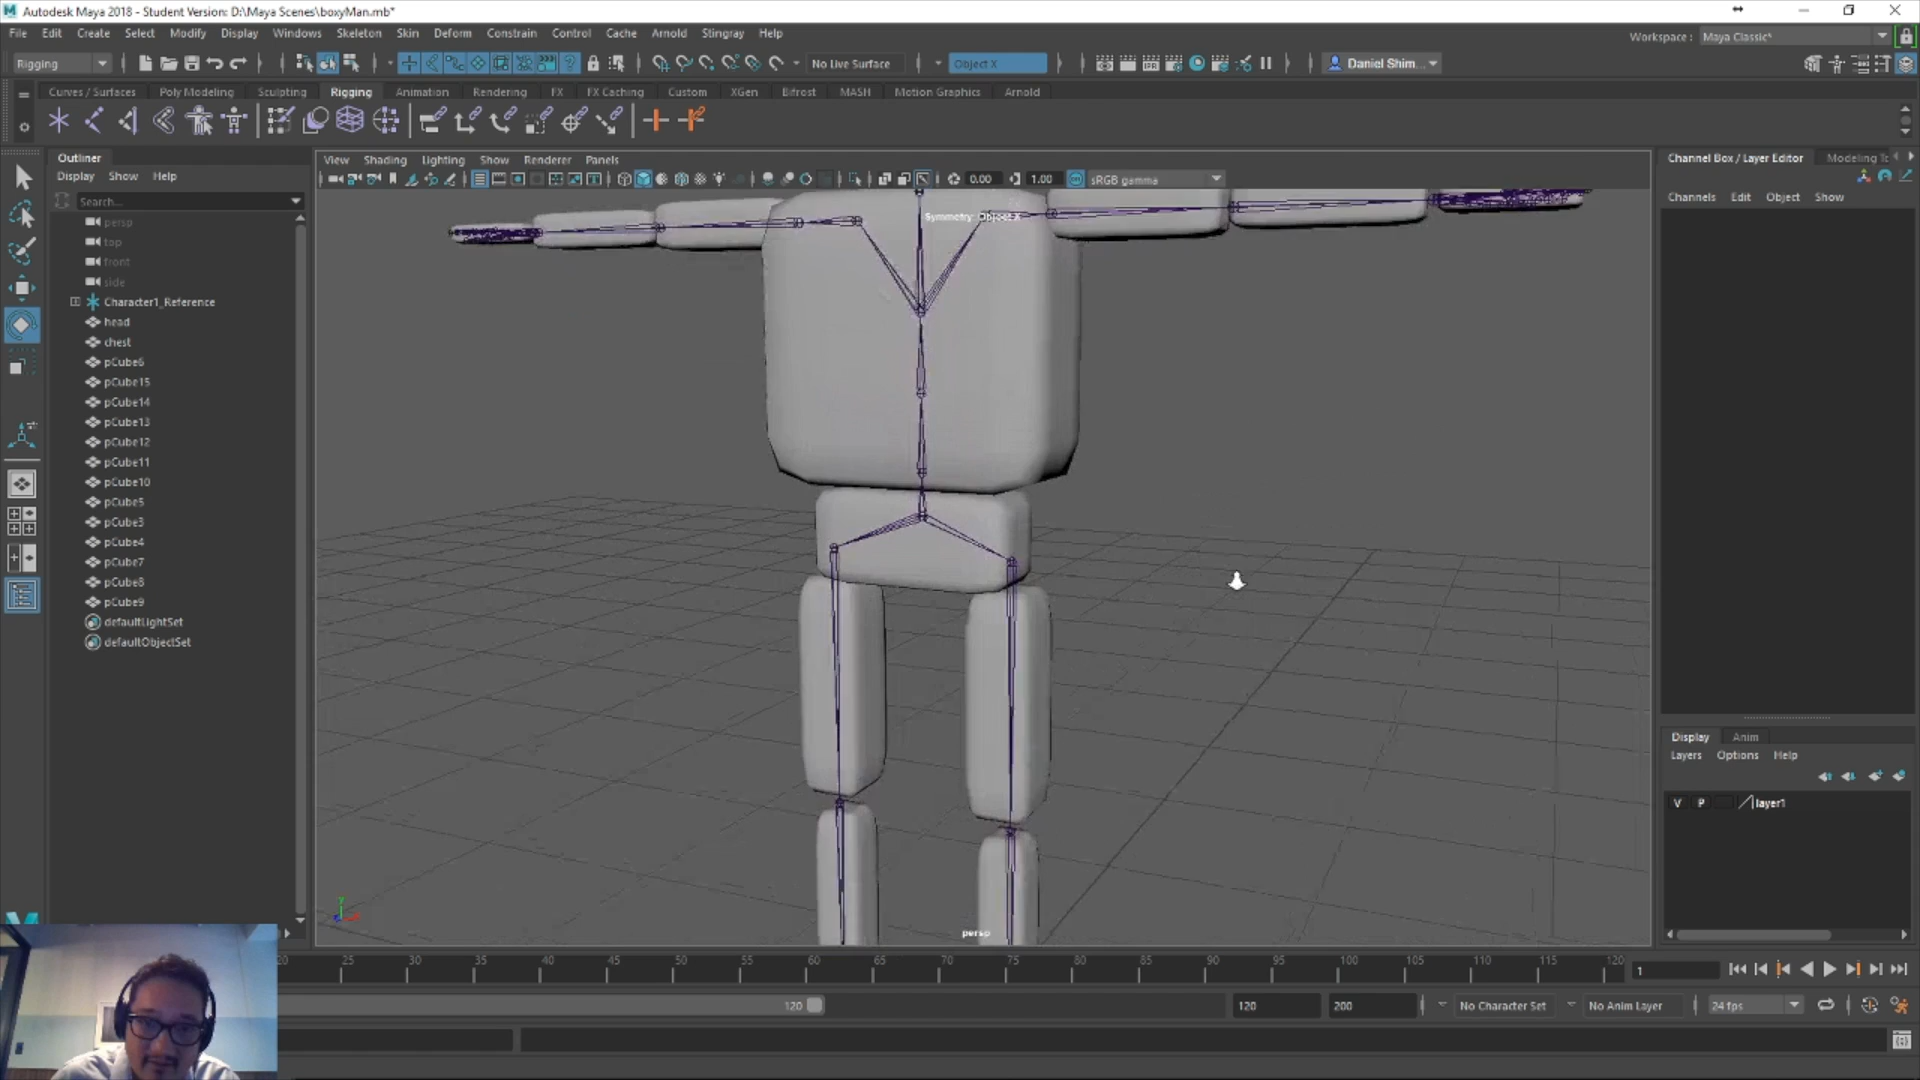 Autodesk Maya 2018 - Student Version: D:\Maya Scenes\boxyMan.mb*
File Edit Create Select Modify Display Windows Skeleton Skin Deform Constrain Control Cache Arnold Stingray Help
Workspace : Maya Classic*
Rigging No Live Surface Object X Daniel Shim...
Curves / Surfaces Poly Modeling Sculpting Rigging Animation Rendering FX FX Caching Custom XGen Bifrost MASH Motion Graphics Arnold
Outliner
Display Show Help
Search...
persp
top
front
side
Character1_Reference
head
chest
pCube6
pCube15
pCube14
pCube13
pCube12
pCube11
pCube10
pCube5
pCube3
pCube4
pCube7
pCube8
pCube9
defaultLightSet
defaultObjectSet
View Shading Lighting Show Renderer Panels
0.00 1.00 sRGB gamma
Symmetry: Object X
persp
Channel Box / Layer Editor Modeling To
Channels Edit Object Show
Display Anim
Layers Options Help
V P layer1
20 25 30 35 40 45 50 55 60 65 70 75 80 85 90 95 100 105 110 115 120
1
120 120 200 No Character Set No Anim Layer 24 fps